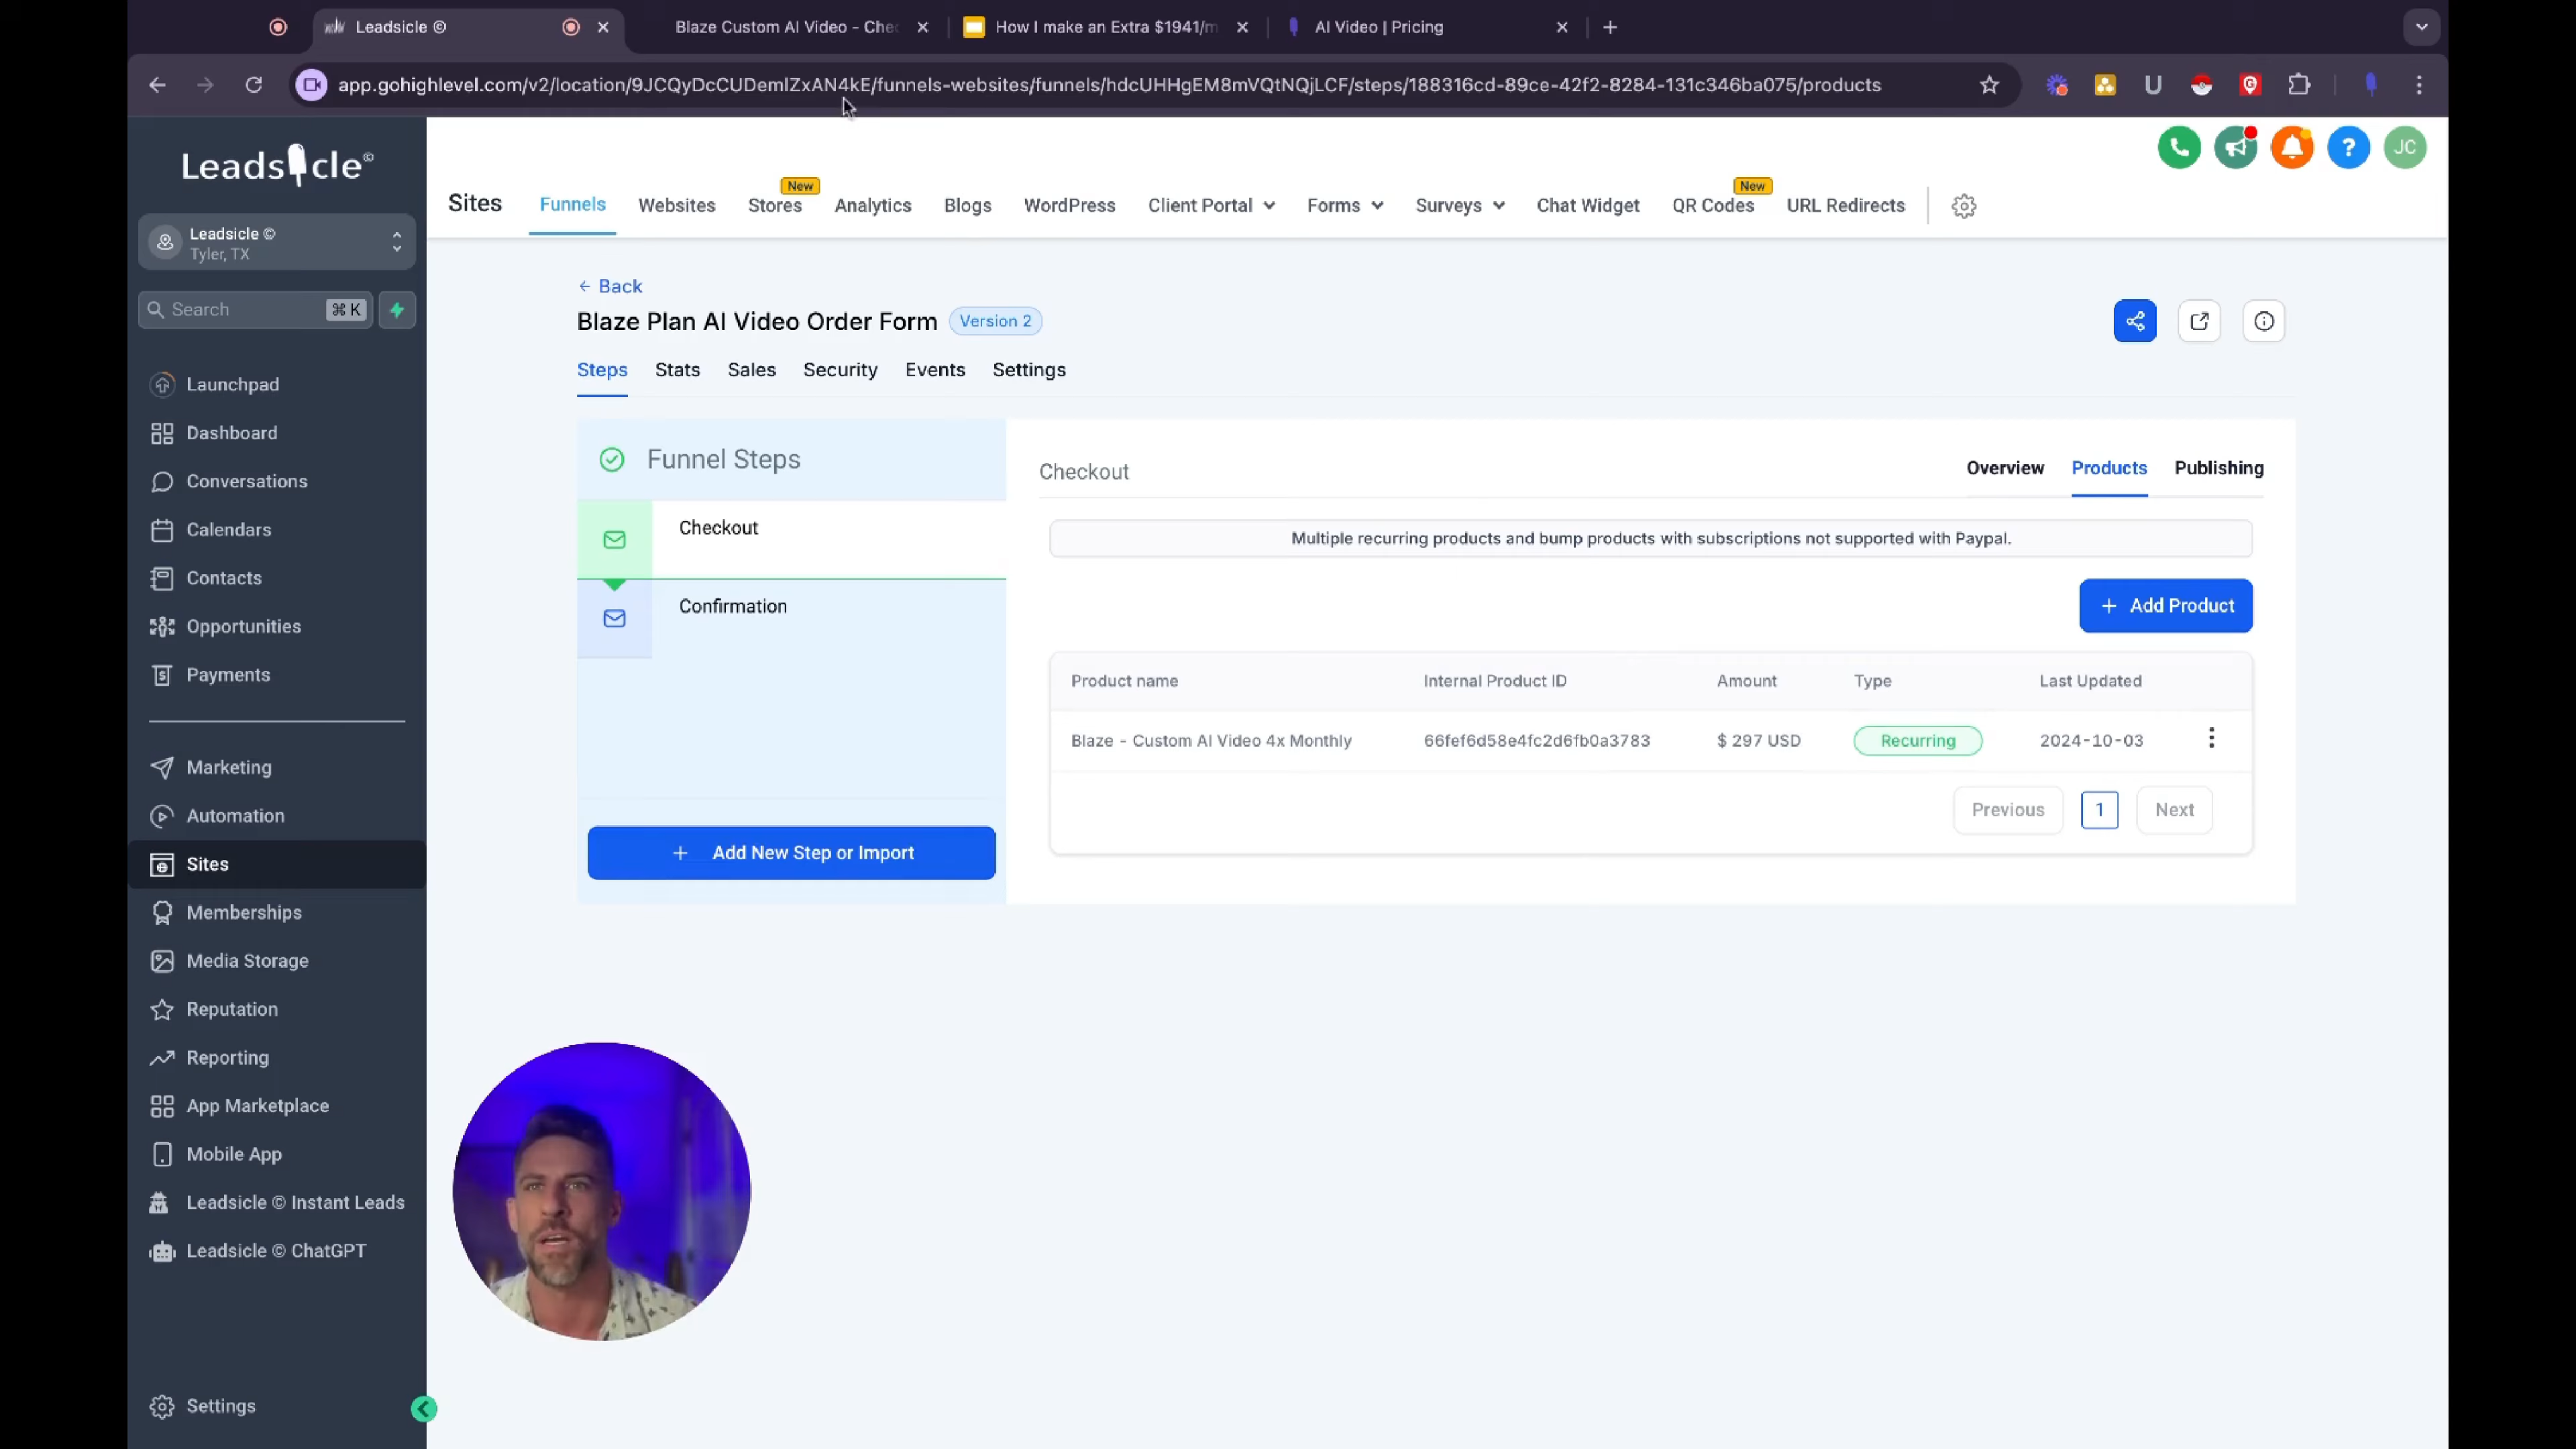 Leadsicle ©
Blaze Custom AI Video - Chec
How I make an Extra $1941/m
AI Video | Pricing
app.gohighlevel.com/v2/location/9JCQyDcCUDemIZxAN4kE/funnels-websites/funnels/hdcUHHgEM8mVQtNQjLCF/steps/188316cd-89ce-42f2-8284-131c346ba075/products
Leadsicle©
JC
Leadsicle ©
Tyler, TX
Search
⌘ K
Launchpad
Dashboard
Conversations
Calendars
Contacts
Opportunities
Payments
Marketing
Automation
Sites
Memberships
Media Storage
Reputation
Reporting
App Marketplace
Mobile App
Leadsicle © Instant Leads
Leadsicle © ChatGPT
Settings
Sites
Funnels
Websites
New
Stores
Analytics
Blogs
WordPress
Client Portal
Forms
Surveys
Chat Widget
New
QR Codes
URL Redirects
← Back
Blaze Plan AI Video Order Form
Version 2
Steps
Stats
Sales
Security
Events
Settings
Funnel Steps
Checkout
Confirmation
+ Add New Step or Import
Checkout
Overview
Products
Publishing
Multiple recurring products and bump products with subscriptions not supported with Paypal.
+ Add Product
Product name Internal Product ID Amount Type Last Updated
Blaze - Custom AI Video 4x Monthly 66fef6d58e4fc2d6fb0a3783 $ 297 USD Recurring 2024-10-03
Previous 1 Next